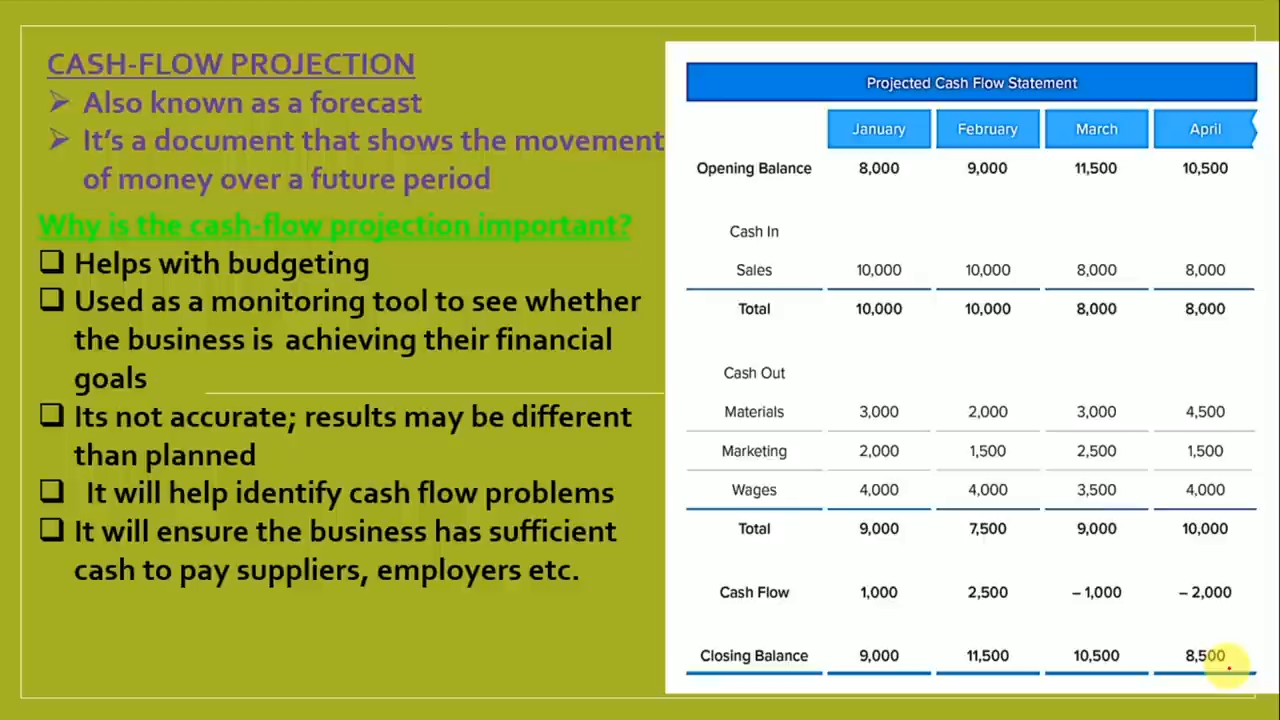 CASH-FLOW PROJECTION
➢ Also known as a forecast
➢ It's a document that shows the movement
of money over a future period
Why is the cash-flow projection important?
❑ Helps with budgeting
❑ Used as a monitoring tool to see whether
the business is achieving their financial
goals
❑ Its not accurate; results may be different
than planned
❑ It will help identify cash flow problems
❑ It will ensure the business has sufficient
cash to pay suppliers, employers etc.
Projected Cash Flow Statement
January February March April
Opening Balance 8,000 9,000 11,500 10,500
Cash In
Sales 10,000 10,000 8,000 8,000
Total 10,000 10,000 8,000 8,000
Cash Out
Materials 3,000 2,000 3,000 4,500
Marketing 2,000 1,500 2,500 1,500
Wages 4,000 4,000 3,500 4,000
Total 9,000 7,500 9,000 10,000
Cash Flow 1,000 2,500 – 1,000 – 2,000
Closing Balance 9,000 11,500 10,500 8,500